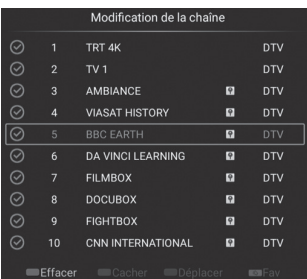 Modification de la chaîne
1 TRT 4K DTV
2 TV 1 DTV
3 AMBIANCE DTV
4 VIASAT HISTORY DTV
5 BBC EARTH DTV
6 DA VINCI LEARNING DTV
7 FILMBOX DTV
8 DOCUBOX DTV
9 FIGHTBOX DTV
10 CNN INTERNATIONAL DTV
Effacer Cacher Déplacer Fav